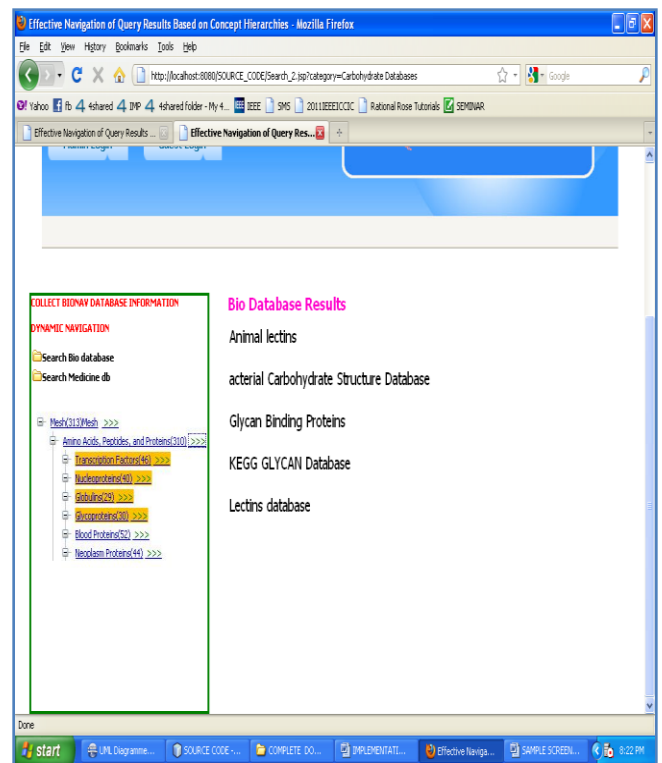 Effective Navigation of Query Results Based on Concept Hierarchies - Mozilla Firefox
File Edit View History Bookmarks Tools Help
http://localhost:8080/SOURCE_CODE/Search_2.jsp?category=Carbohydrate Databases
Google
Yahoo fb 4shared IMP 4shared folder - My 4... IEEE SMS 2011IEEEICCIC Rational Rose Tutorials SEMINAR
Effective Navigation of Query Results ... Effective Navigation of Query Res...
Admin Login Guest Login
COLLECT BIONAV DATABASE INFORMATION
DYNAMIC NAVIGATION
Search Bio database
Search Medicine db
Mesh(313)Mesh >>>
Amino Acids, Peptides, and Proteins(310) >>>
Transcription Factors(46) >>>
Nucleoproteins(40) >>>
Globulins(29) >>>
Glycoproteins(30) >>>
Blood Proteins(52) >>>
Neoplasm Proteins(44) >>>
Bio Database Results
Animal lectins
acterial Carbohydrate Structure Database
Glycan Binding Proteins
KEGG GLYCAN Database
Lectins database
Done
start UML Diagramme... SOURCE CODE -... COMPLETE DO... IMPLEMENTATI... Effective Naviga... SAMPLE SCREEN... 8:22 PM